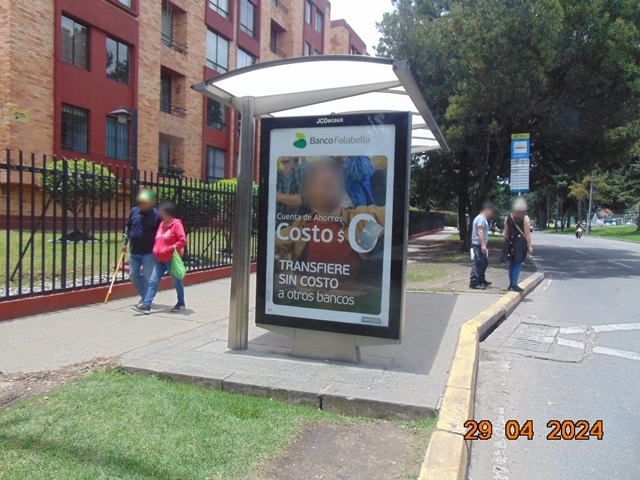 JCDecaux
Banco Falabella
Cuenta de Ahorros
Costo $0
TRANSFIERE
SIN COSTO
a otros bancos
29 04 2024